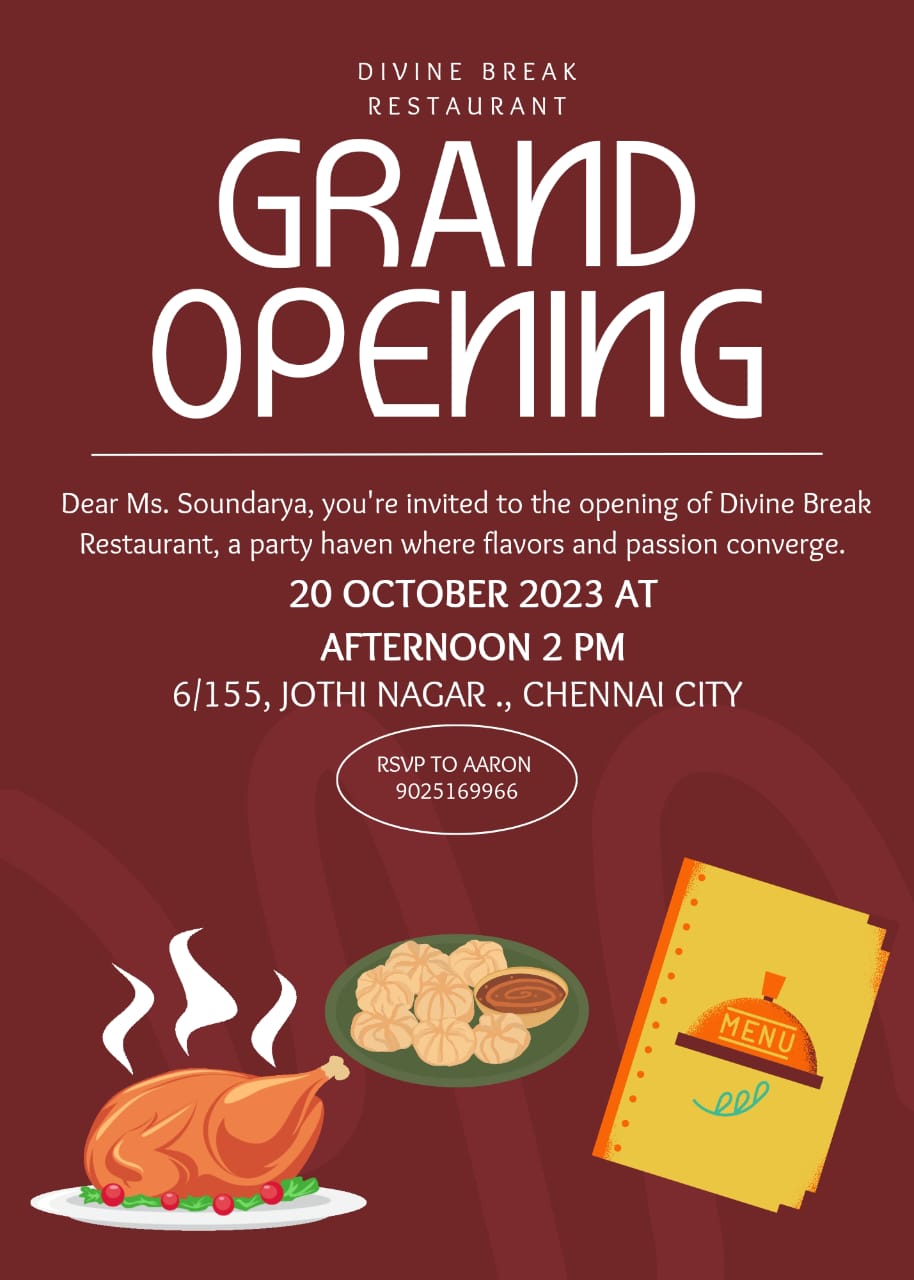 DIVINE BREAK
RESTAURANT
GRAND
OPENING
Dear Ms. Soundarya, you're invited to the opening of Divine Break
Restaurant, a party haven where flavors and passion converge.
20 OCTOBER 2023 AT
AFTERNOON 2 PM
6/155, JOTHI NAGAR ., CHENNAI CITY
RSVP TO AARON
9025169966
MENU